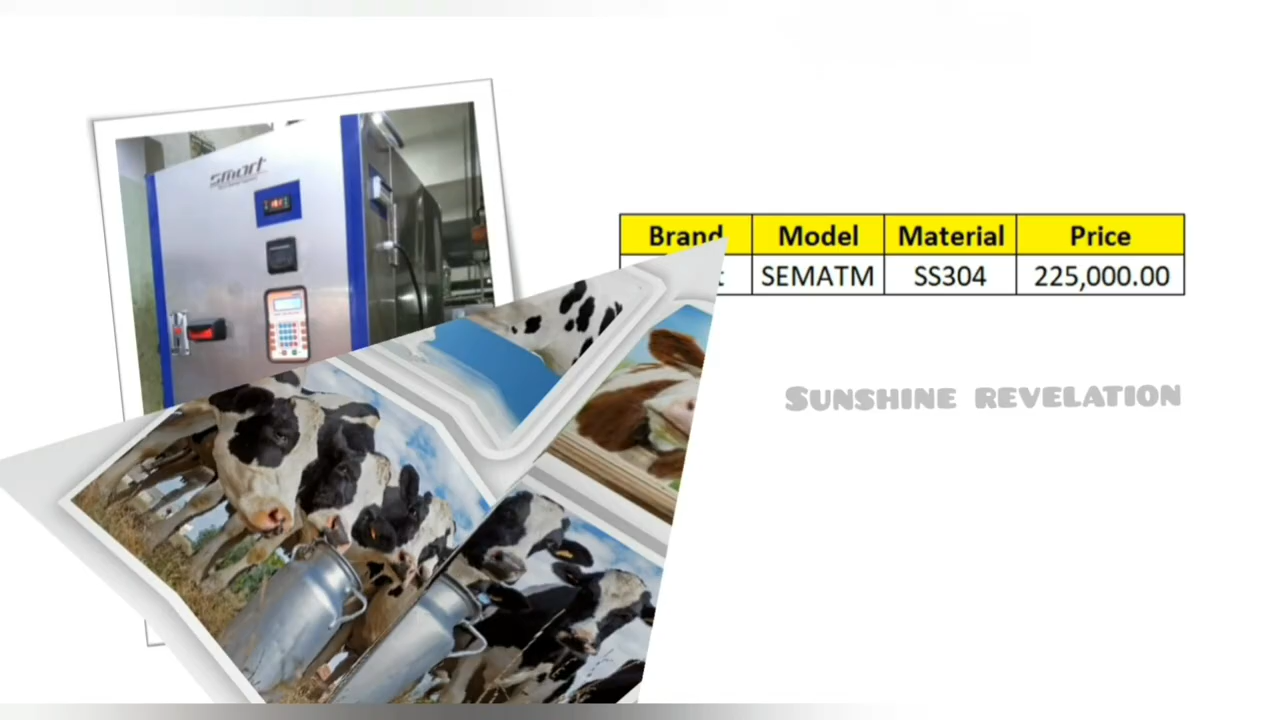 smart
Brand Model Material Price
SEMATM SS304 225,000.00
SUNSHINE REVELATION